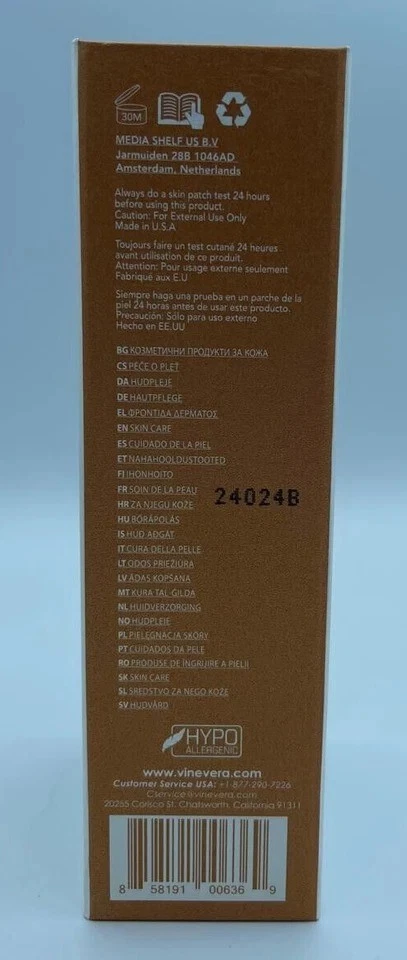 30M
MEDIA SHELF US B.V
Jarmuiden 28B 1046AD
Amsterdam, Netherlands
Always do a skin patch test 24 hours
before using this product.
Caution: For External Use Only
Made in U.S.A
Toujours faire un test cutané 24 heures
avant utilisation de ce produit.
Attention: Pour usage externe seulement
Fabriqué aux E.U
Siempre haga una prueba en un parche de la
piel 24 horas antes de usar este producto.
Precaución: Sólo para uso externo
Hecho en EE.UU
BG КОЗМЕТИЧНИ ПРОДУКТИ ЗА КОЖА
CS PÉČE O PLEŤ
DA HUDPLEJE
DE HAUTPFLEGE
EL ΦΡΟΝΤΙΔΑ ΔΕΡΜΑΤΟΣ
EN SKIN CARE
ES CUIDADO DE LA PIEL
ET NAHAHOOLDUSTOOTED
FI IHONHOITO
FR SOIN DE LA PEAU
24024B
HR ZA NJEGU KOŽE
HU BŐRÁPOLÁS
IS HUÐ AÐGÁT
IT CURA DELLA PELLE
LT ODOS PRIEŽIŪRA
LV ĀDAS KOPŠANA
MT KURA TAL-ĠILDA
NL HUIDVERZORGING
NO HUDPLEJE
PL PIELĘGNACJA SKÓRY
PT CUIDADOS DA PELE
RO PRODUSE DE ÎNGRIJIRE A PIELII
SK SKIN CARE
SL SREDSTVO ZA NEGO KOŽE
SV HUDVÅRD
HYPO
ALLERGENIC
www.vinevera.com
Customer Service USA: +1-877-290-7226
Cservice@vinevera.com
20255 Corisco St. Chatsworth, California 91311
8 58191 00636 9